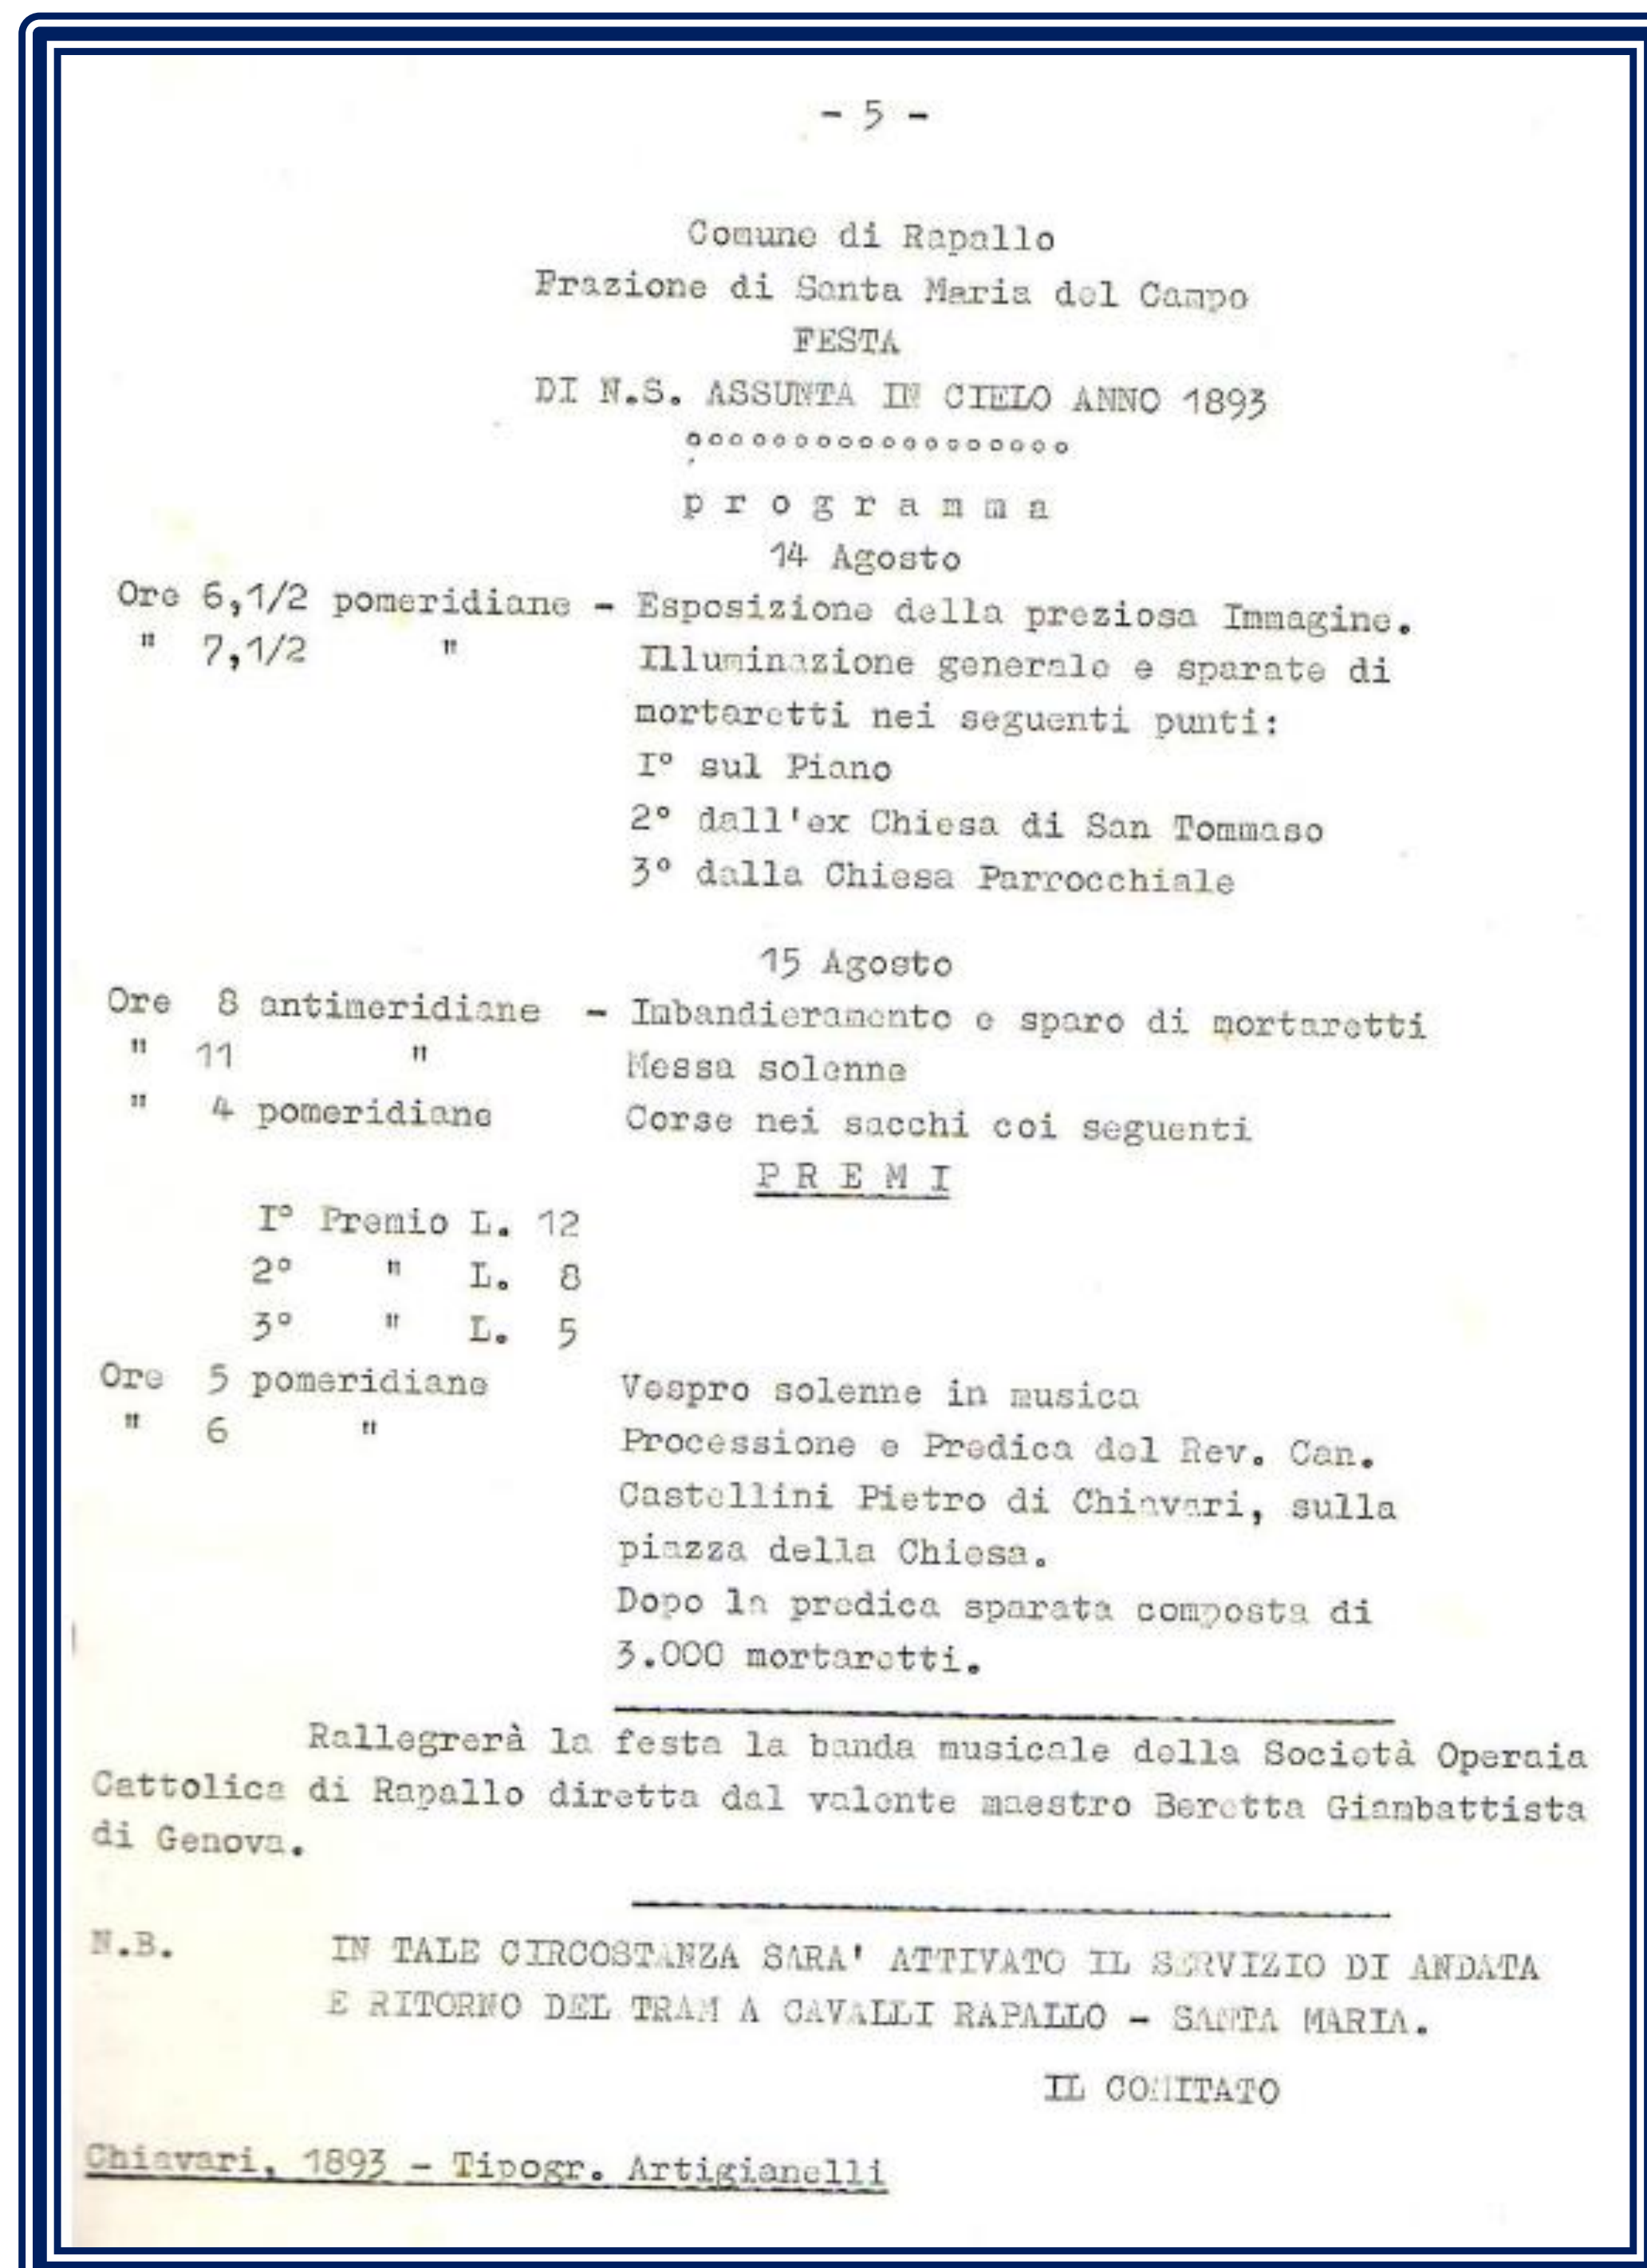 - 5 -
Comune di Rapallo
Frazione di Santa Maria del Campo
FESTA
DI N.S. ASSUNTA IN CIELO ANNO 1893
°°°°°°°°°°°°°°°°°°
p r o g r a m m a
14 Agosto
Ore 6,1/2 pomeridiane - Esposizione della preziosa Immagine.
" 7,1/2 " Illuminazione generale e sparate di
mortaretti nei seguenti punti:
I° sul Piano
2° dall'ex Chiesa di San Tommaso
3° dalla Chiesa Parrocchiale
15 Agosto
Ore 8 antimeridiane - Imbandieramento e sparo di mortaretti
" 11 " Messa solenne
" 4 pomeridiane Corse nei sacchi coi seguenti
P R E M I
I° Premio L. 12
2° " L. 8
3° " L. 5
Ore 5 pomeridiane Vespro solenne in musica
" 6 " Processione e Predica del Rev. Can.
Castellini Pietro di Chiavari, sulla
piazza della Chiesa.
Dopo la predica sparata composta di
3.000 mortaretti.
Rallegrerà la festa la banda musicale della Società Operaia
Cattolica di Rapallo diretta dal valente maestro Beretta Giambattista
di Genova.
N.B. IN TALE CIRCOSTANZA SARA' ATTIVATO IL SERVIZIO DI ANDATA
E RITORNO DEL TRAM A CAVALLI RAPALLO - SANTA MARIA.
IL COMITATO
Chiavari, 1893 - Tipogr. Artigianelli